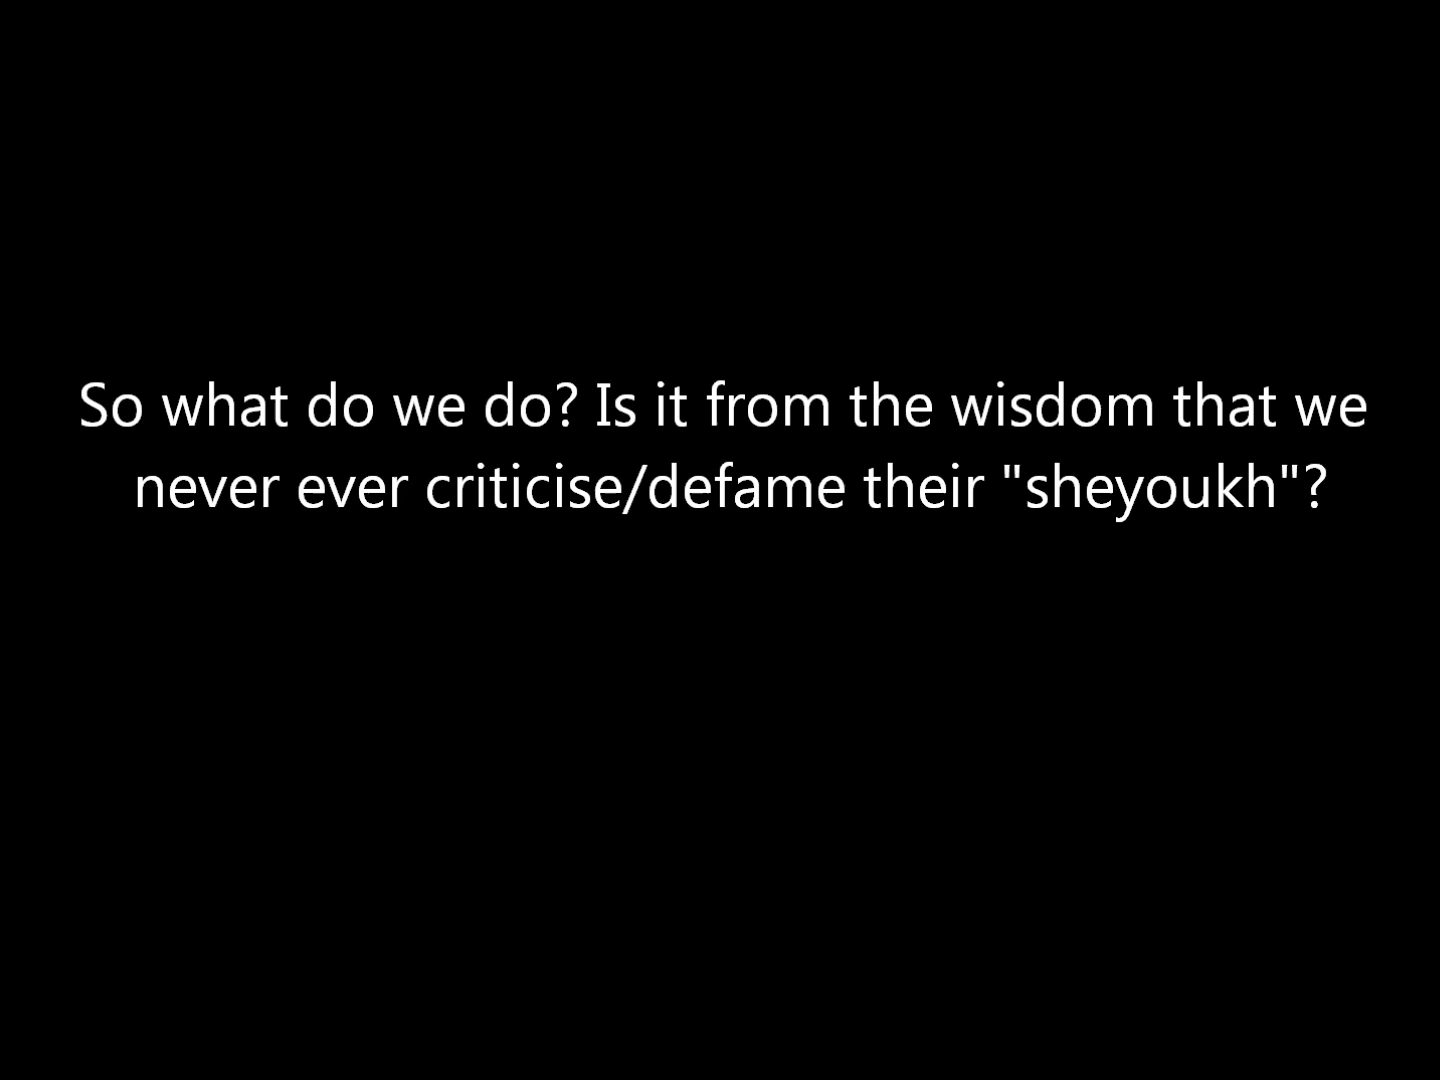 So what do we do? Is it from the wisdom that we
never ever criticise/defame their "sheyoukh"?